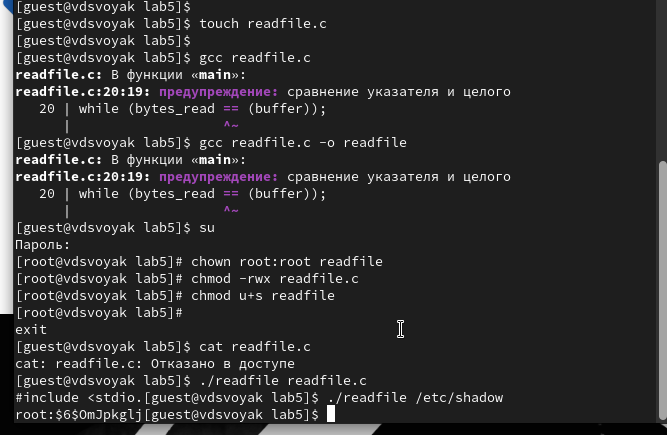 [guest@vdsvoyak lab5]$
[guest@vdsvoyak lab5]$ touch readfile.c
[guest@vdsvoyak lab5]$
[guest@vdsvoyak lab5]$ gcc readfile.c
readfile.c: В функции «main»:
readfile.c:20:19: предупреждение: сравнение указателя и целого
20 | while (bytes_read == (buffer));
| ^~
[guest@vdsvoyak lab5]$ gcc readfile.c -o readfile
readfile.c: В функции «main»:
readfile.c:20:19: предупреждение: сравнение указателя и целого
20 | while (bytes_read == (buffer));
| ^~
[guest@vdsvoyak lab5]$ su
Пароль:
[root@vdsvoyak lab5]# chown root:root readfile
[root@vdsvoyak lab5]# chmod -rwx readfile.c
[root@vdsvoyak lab5]# chmod u+s readfile
[root@vdsvoyak lab5]#
exit
[guest@vdsvoyak lab5]$ cat readfile.c
cat: readfile.c: Отказано в доступе
[guest@vdsvoyak lab5]$ ./readfile readfile.c
#include <stdio.[guest@vdsvoyak lab5]$ ./readfile /etc/shadow
root:$6$OmJpkglj[guest@vdsvoyak lab5]$